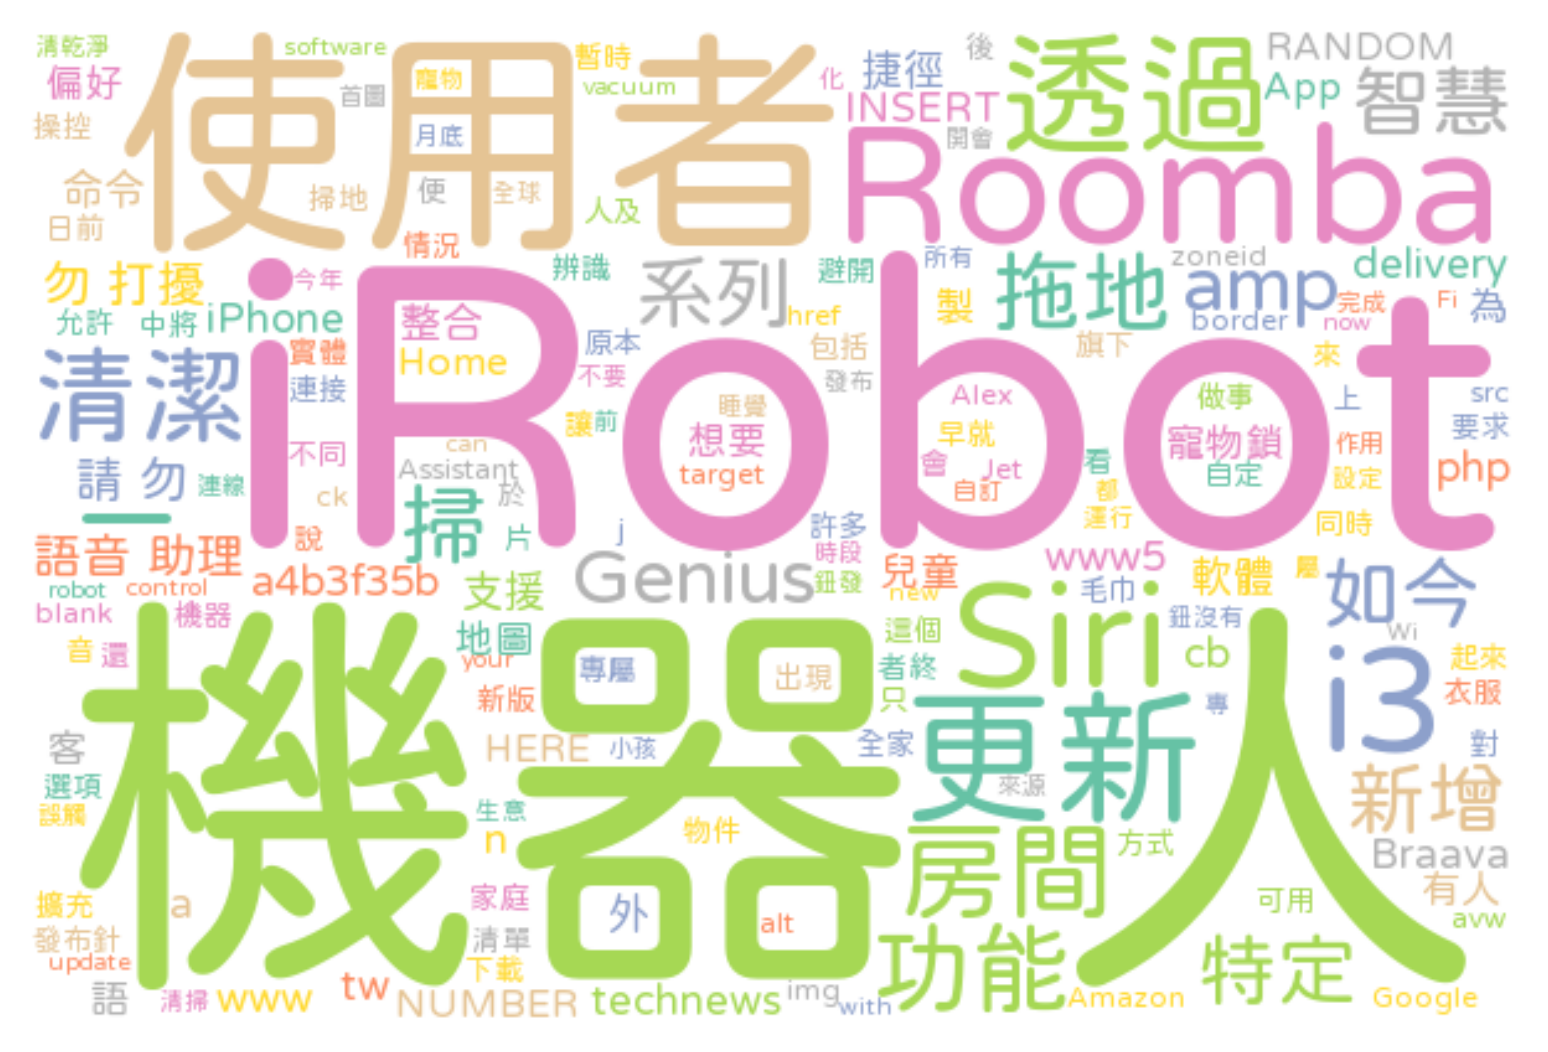 清乾淨 software 暫時 後 RANDOM
偏好 使用者 首圖 寵物 vacuum 化 捷徑 透過 App 智慧
操控 月底 INSERT 開會 Roomba
命令 掃地 便 全球 人及
日前 情況 辨識 避開 所有 zoneid delivery
勿 打擾 今年 系列 拖地 amp 完成 Fi 為
允許 中將 iPhone 整合 href 製 border now
iRobot
清潔 實體 Home 原本 包括 旗下 來
連接 不要 發布 Alex 做事 上 src
讓 前 睡覺 早就 要求
不同 can 想要 會 Jet 看 寵物鎖 作用
請 勿 連線 Assistant target 自訂 都 自定 設定 php
一 ck 掃 於 運行 同時
語音 助理 說 片 j 許多 時段
robot control a4b3f35b 支援 Genius 鈕發 兒童 www5 軟體 屬 如今
blank 機器 new 毛巾 鈕沒有 Wi
音 還 地圖 your 這個 Siri cb 起來
機器人
新版 專屬 出現 者終 只 專 i3 衣服
客 HERE 小孩 全家 更新 對
選項 來源 新增
誤觸 生意 n 物件 房間 方式 Braava
擴充 a 家庭 外 alt 可用 有人 avw
發布針 清單 功能 特定
update 下載
語 清掃 www tw NUMBER technews img with Amazon Google